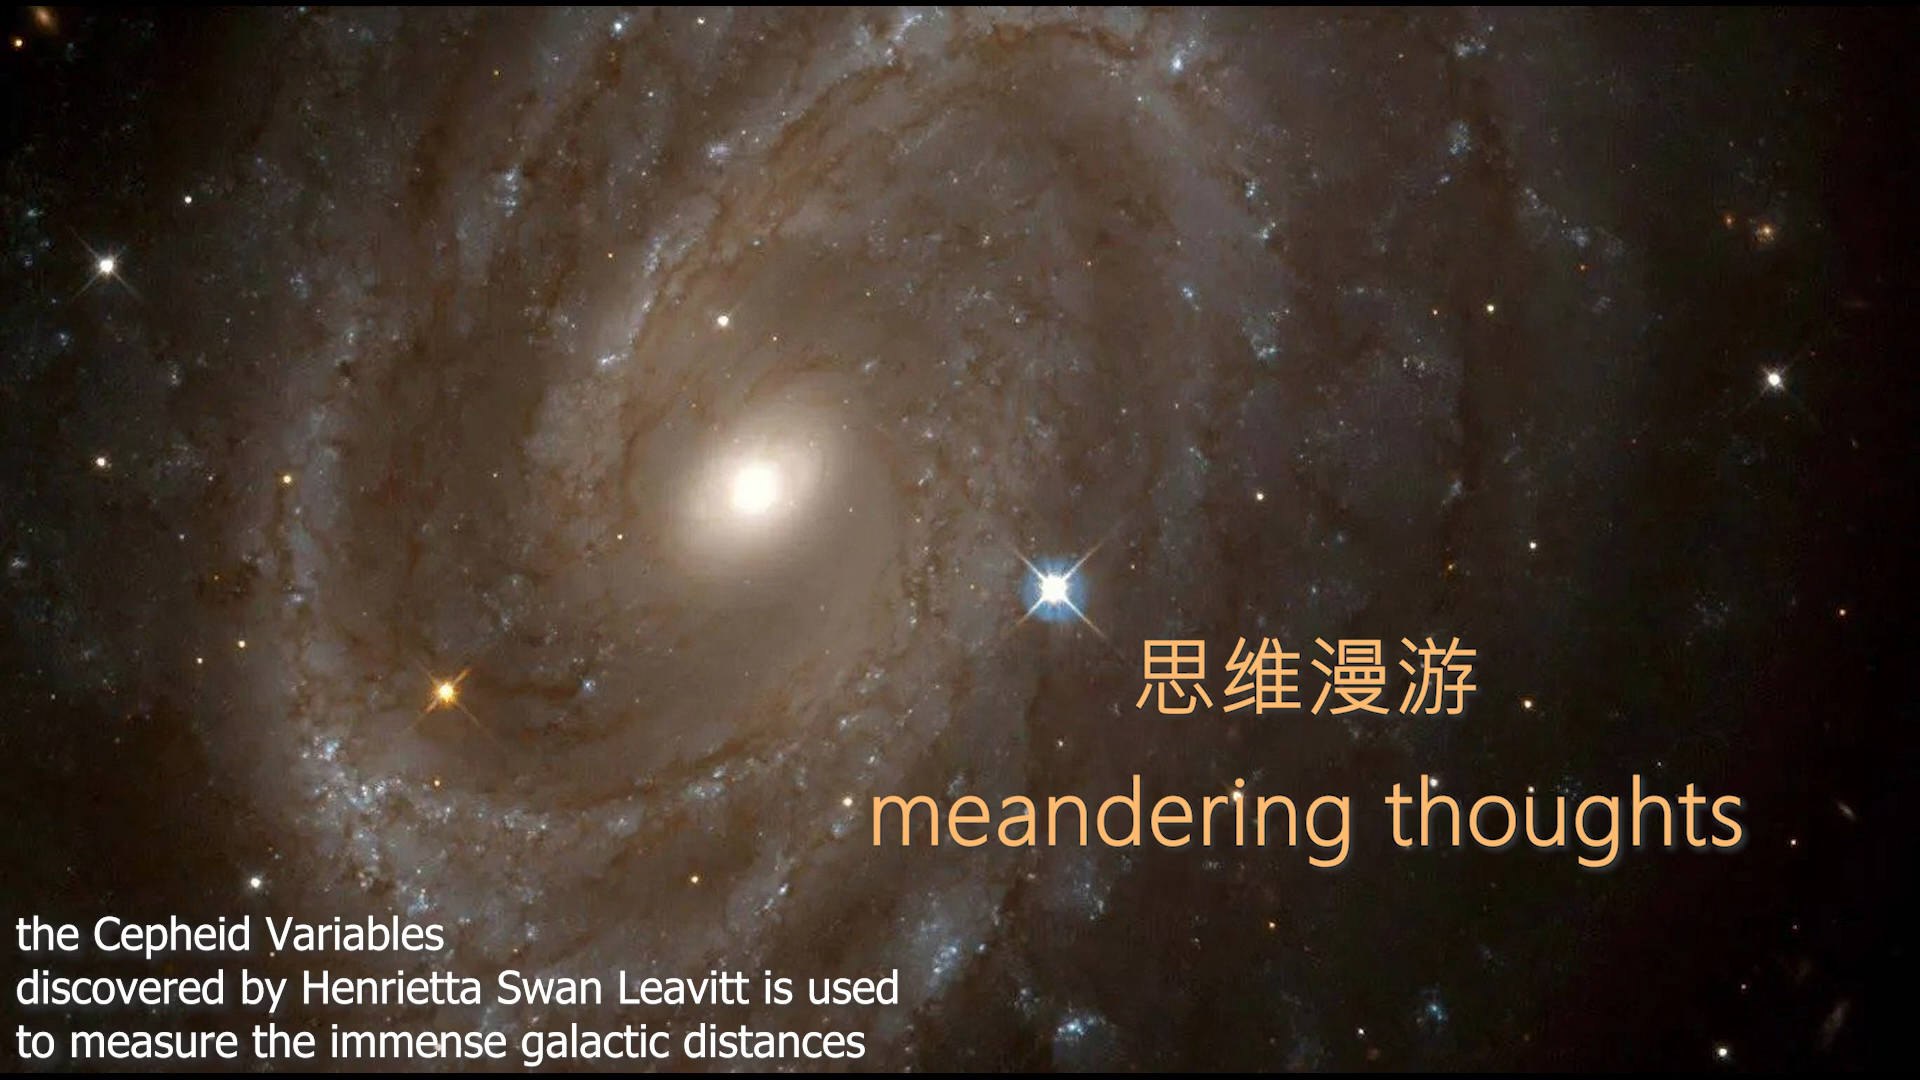 思维漫游
meandering thoughts
the Cepheid Variables
discovered by Henrietta Swan Leavitt is used
to measure the immense galactic distances